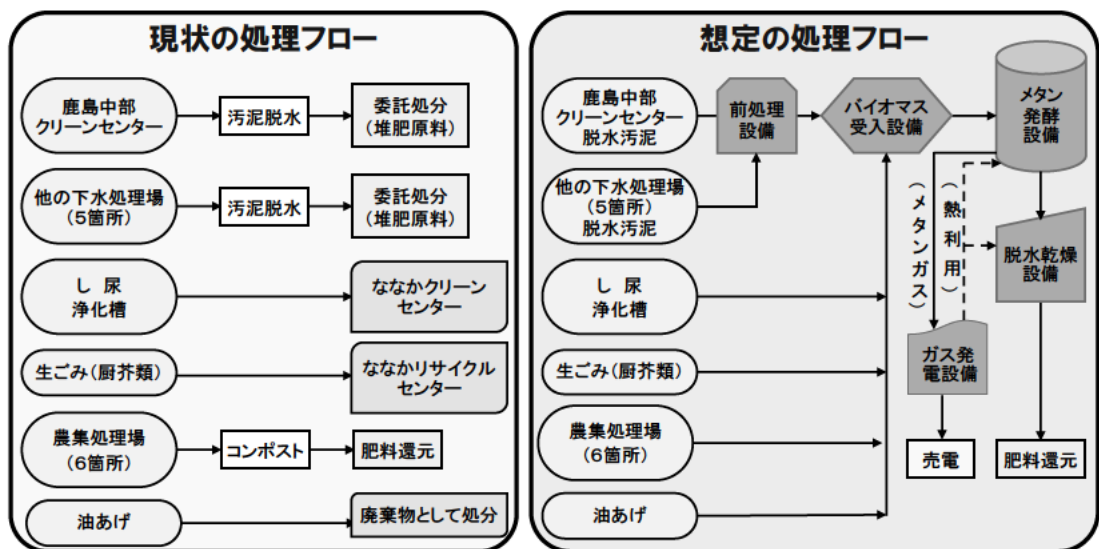 現状の処理フロー
鹿島中部
クリーンセンター
汚泥脱水
委託処分
(堆肥原料)
他の下水処理場
(5箇所)
汚泥脱水
委託処分
(堆肥原料)
し 尿
浄化槽
ななかクリーン
センター
生ごみ(厨芥類)
ななかリサイクル
センター
農集処理場
(6箇所)
コンポスト
肥料還元
油あげ
廃棄物として処分
想定の処理フロー
鹿島中部
クリーンセンター
脱水汚泥
前処理
設備
バイオマス
受入設備
メタン
発酵
設備
他の下水処理場
(5箇所)
脱水汚泥
(メタンガス)
(熱利用)
脱水乾燥
設備
し 尿
浄化槽
生ごみ(厨芥類)
ガス発
電設備
農集処理場
(6箇所)
売電
肥料還元
油あげ